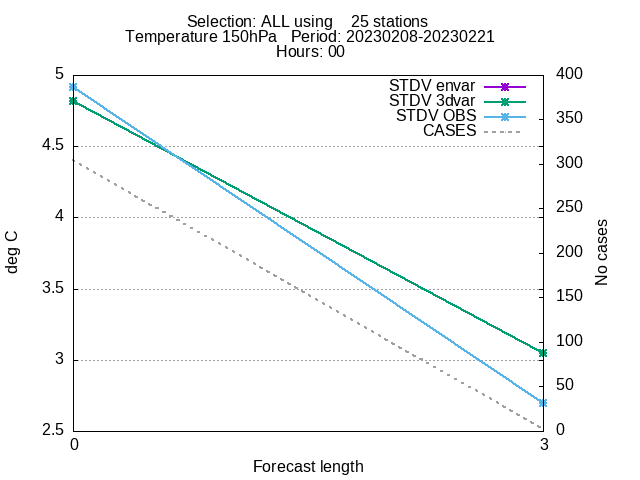 Selection: ALL using    25 stations
Temperature 150hPa   Period: 20230208-20230221
Hours: 00
STDV envar
STDV 3dvar
STDV OBS
CASES
5
4.5
4
3.5
3
2.5
400
350
300
250
200
150
100
50
0
0
3
deg C
No cases
Forecast length